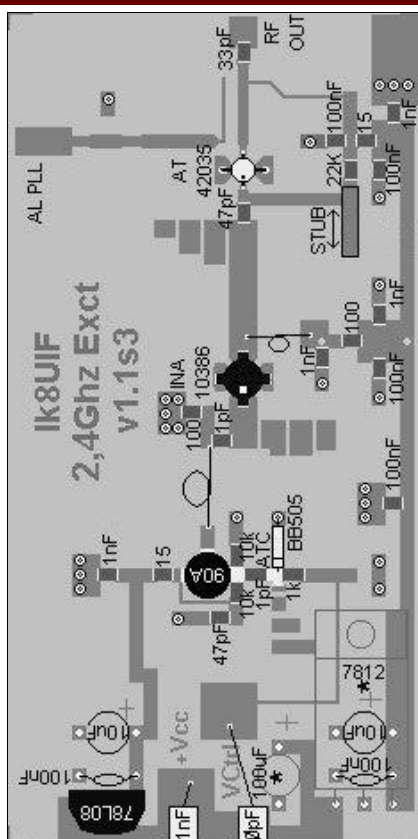 33pF
RF
OUT
AL PLL
AT
42035
47pF
100nF
15
22K
1nF
100nF
STUB
Ik8UIF
2,4Ghz Exct
v1.1s3
INA
10386
100
1pF
1nF
100
1nF
100nF
100nF
1nF
15
90A
10k
ATC
BB505
10k
1pF
1k
47pF
7812
*
10uF
100nF
78L08
+Vcc
VCtrl
100uF
*
10uF
100nF
1nF